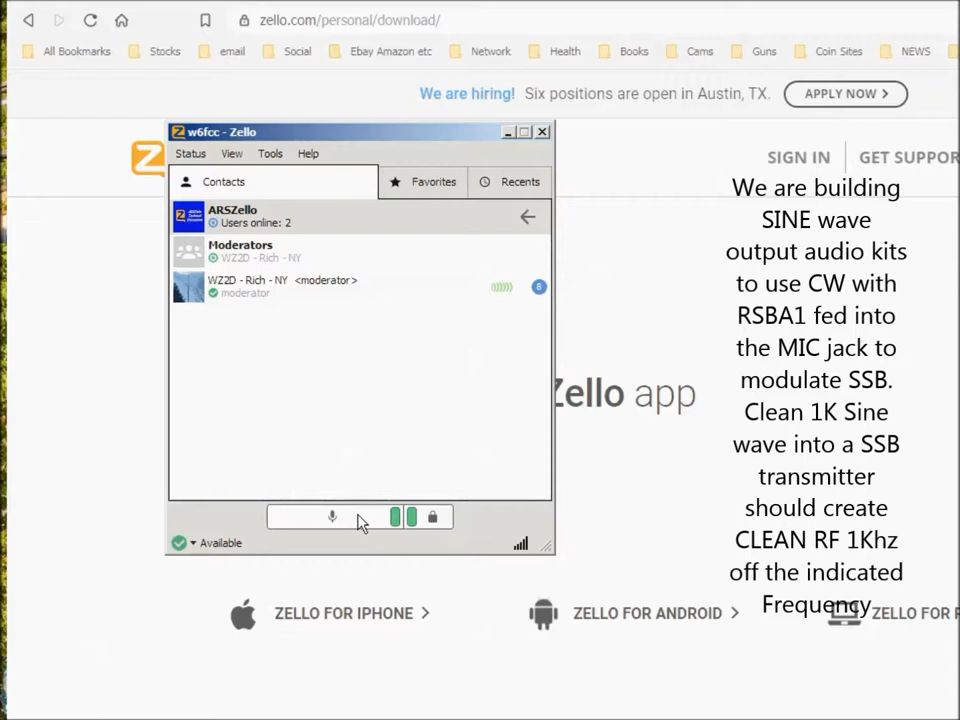 zello.com/personal/download/
All Bookmarks Stocks email Social Ebay Amazon etc Network Health Books Cams Guns Coin Sites NEWS
We are hiring! Six positions are open in Austin, TX. APPLY NOW >
SIGN IN GET SUPPOR
w6fcc - Zello
Status View Tools Help
Contacts Favorites Recents
ARSZello
Users online: 2
Moderators
WZ2D - Rich - NY
WZ2D - Rich - NY <moderator>
moderator
8
Available
Zello app
We are building
SINE wave
output audio kits
to use CW with
RSBA1 fed into
the MIC jack to
modulate SSB.
Clean 1K Sine
wave into a SSB
transmitter
should create
CLEAN RF 1Khz
off the indicated
Frequency
ZELLO FOR IPHONE > ZELLO FOR ANDROID > ZELLO FOR P